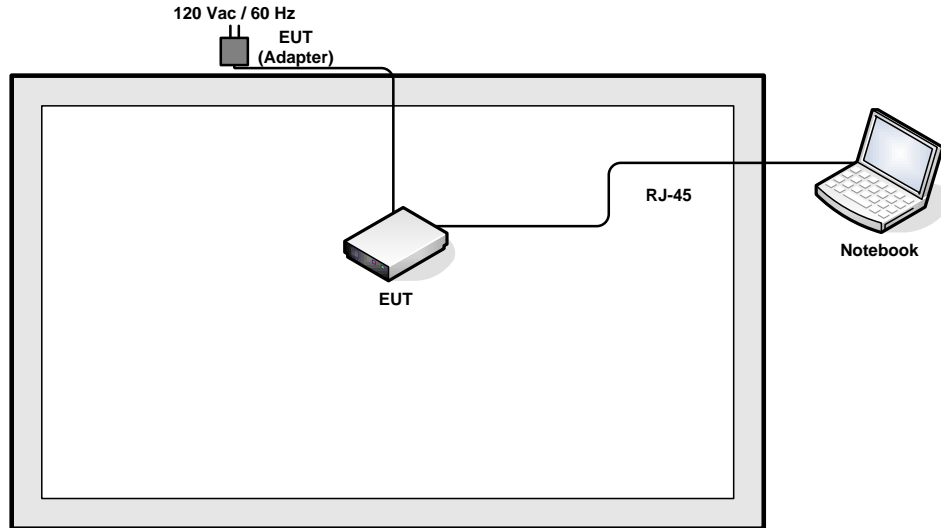 120 Vac / 60 Hz
EUT
(Adapter)
RJ-45
Notebook
EUT